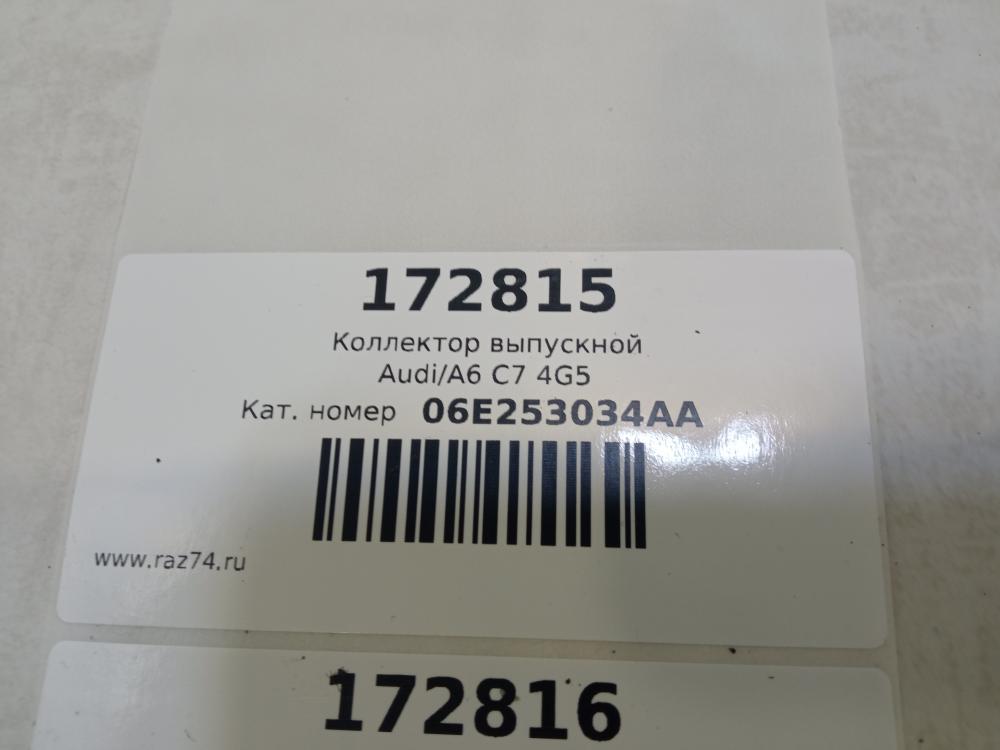 172815
Коллектор выпускной
Audi/A6 C7 4G5
Кат. номер 06E253034AA
www.raz74.ru
172816